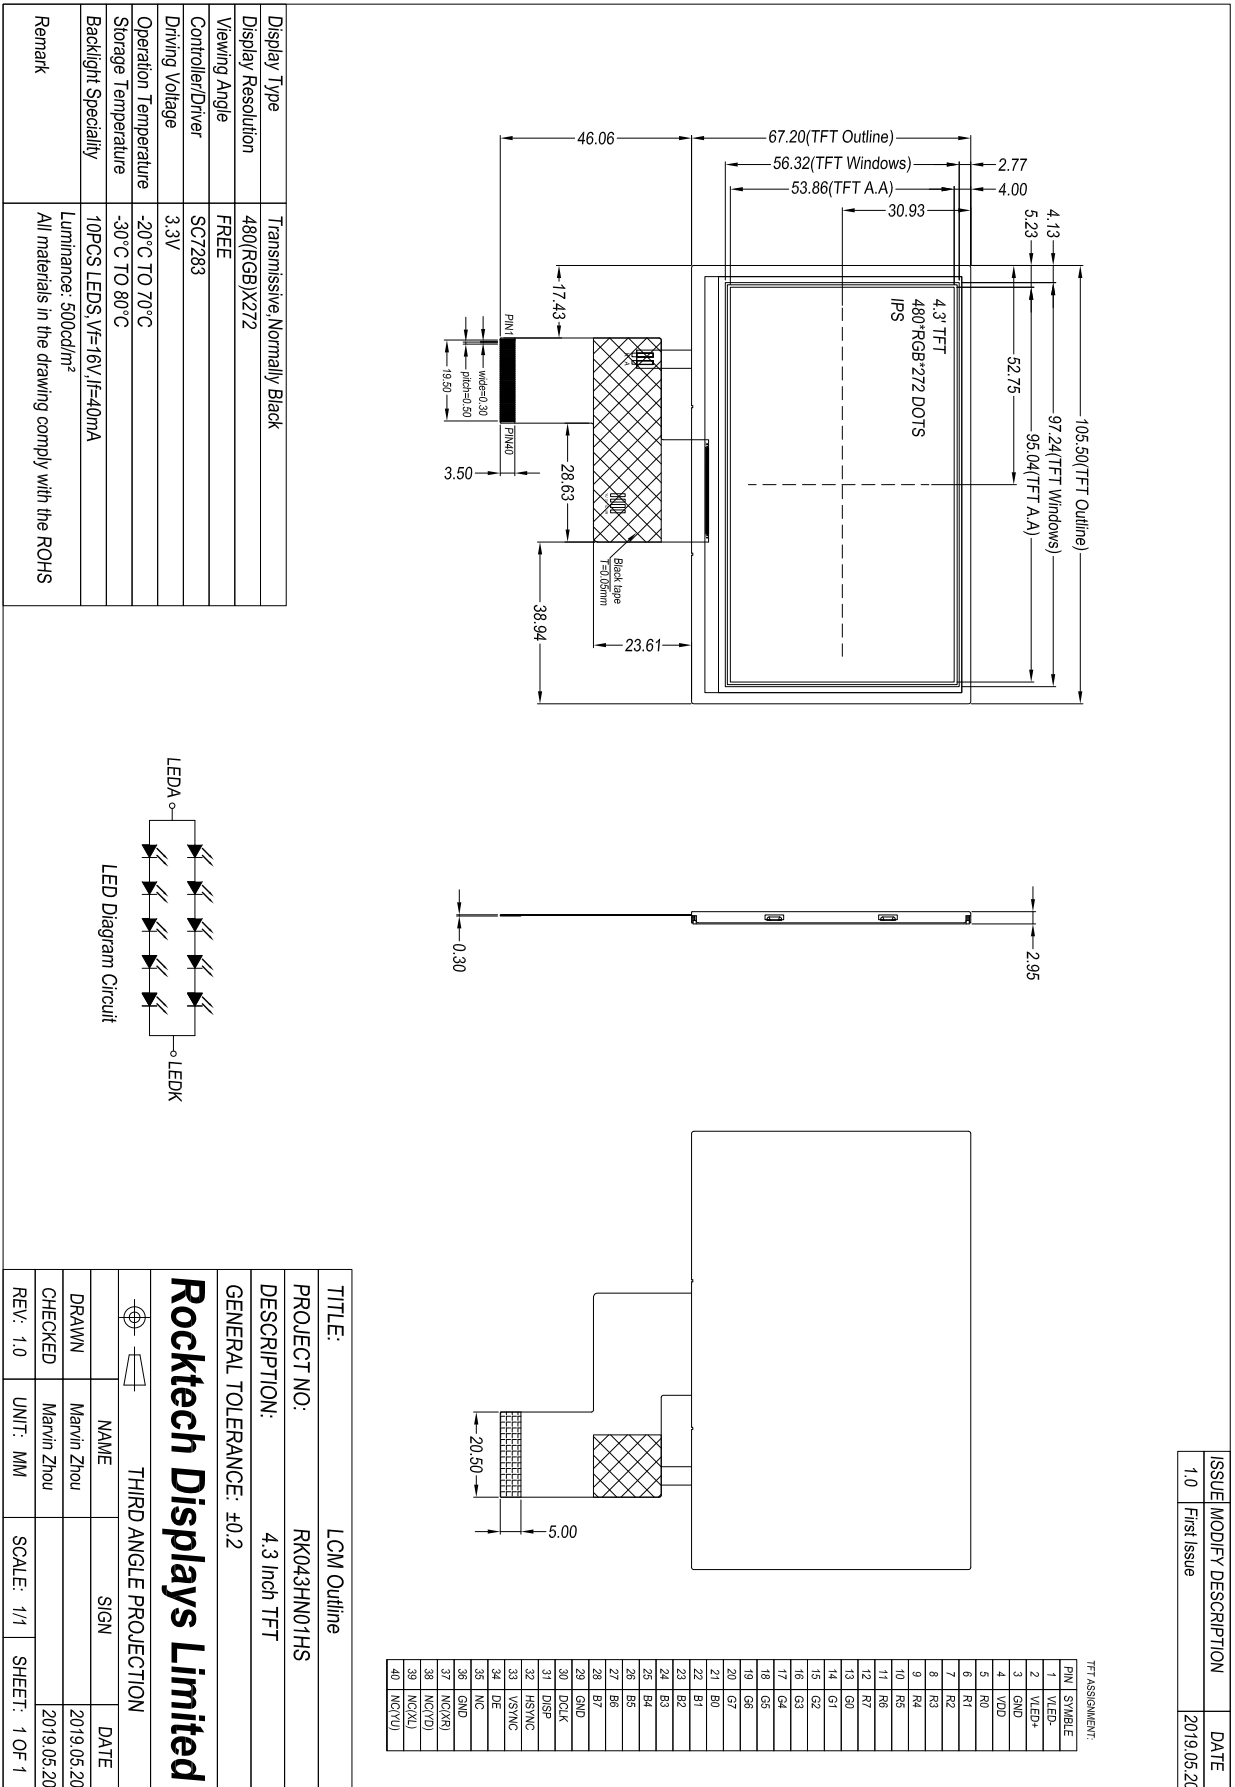 ISSUE MODIFY DESCRIPTION DATE
1.0 First Issue 2019.05.20
105.50(TFT Outline)
4.13 97.24(TFT Windows)
5.23 95.04(TFT A.A)
52.75
2.77
4.00
67.20(TFT Outline)
56.32(TFT Windows)
53.86(TFT A.A)
30.93
46.06
4.3' TFT
480*RGB*272 DOTS
IPS
17.43
28.63
38.94
23.61
Black tape
T=0.05mm
PIN1
PIN40
wide=0.30
pitch=0.50
19.50
3.50
2.95
0.30
20.50
5.00
TFT ASSIGNMENT:
PIN SYMBLE
1 VLED-
2 VLED+
3 GND
4 VDD
5 R0
6 R1
7 R2
8 R3
9 R4
10 R5
11 R6
12 R7
13 G0
14 G1
15 G2
16 G3
17 G4
18 G5
19 G6
20 G7
21 B0
22 B1
23 B2
24 B3
25 B4
26 B5
27 B6
28 B7
29 GND
30 DCLK
31 DISP
32 HSYNC
33 VSYNC
34 DE
35 NC
36 GND
37 NC(XR)
38 NC(YD)
39 NC(XL)
40 NC(YU)
Display Type Transmissive,Normally Black
Display Resolution 480(RGB)X272
Viewing Angle FREE
Controller/Driver SC7283
Driving Voltage 3.3V
Operation Temperature -20°C TO 70°C
Storage Temperature -30°C TO 80°C
Backlight Speciality 10PCS LEDS,Vf=16V,If=40mA
Remark Luminance: 500cd/m²
All materials in the drawing comply with the ROHS
LEDA
LEDK
LED Diagram Circuit
TITLE: LCM Outline
PROJECT NO: RK043HN01HS
DESCRIPTION: 4.3 Inch TFT
GENERAL TOLERANCE: ±0.2
Rocktech Displays Limited
THIRD ANGLE PROJECTION
NAME SIGN DATE
DRAWN Marvin Zhou 2019.05.20
CHECKED Marvin Zhou 2019.05.20
REV: 1.0 UNIT: MM SCALE: 1/1 SHEET: 1 OF 1